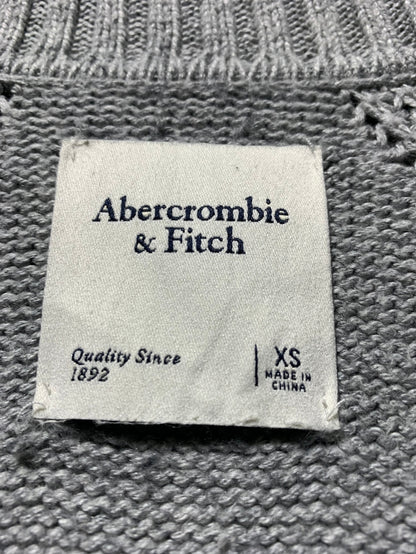 Abercrombie
& Fitch
Quality Since
1892
XS
MADE IN
CHINA